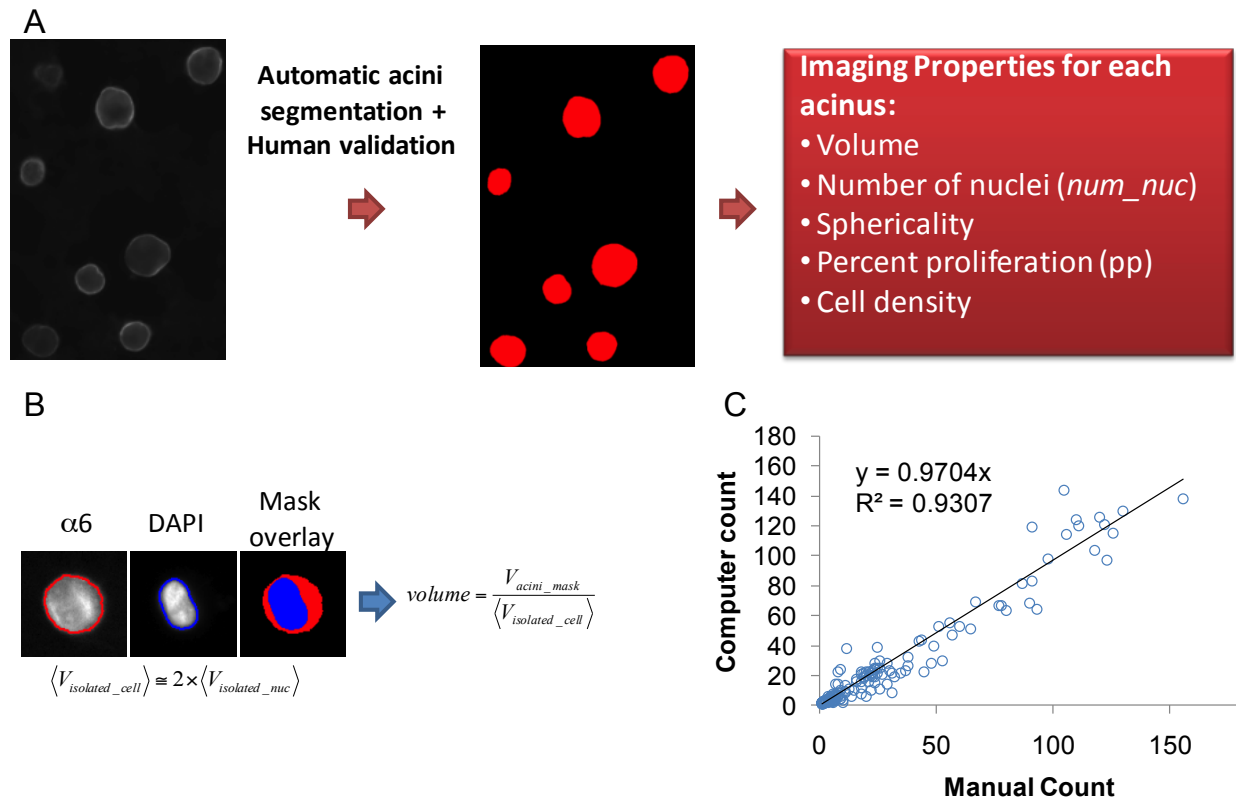 A
Automatic acini
segmentation +
Human validation
Imaging Properties for each
acinus:
• Volume
• Number of nuclei (num_nuc)
• Sphericality
• Percent proliferation (pp)
• Cell density
B
α6
DAPI
Mask
overlay
⟨V_isolated_cell⟩ ≅ 2×⟨V_isolated_nuc⟩
volume = V_acini_mask / ⟨V_isolated_cell⟩
C
Computer count
180
160
140
120
100
80
60
40
20
0
y = 0.9704x
R² = 0.9307
0 50 100 150
Manual Count